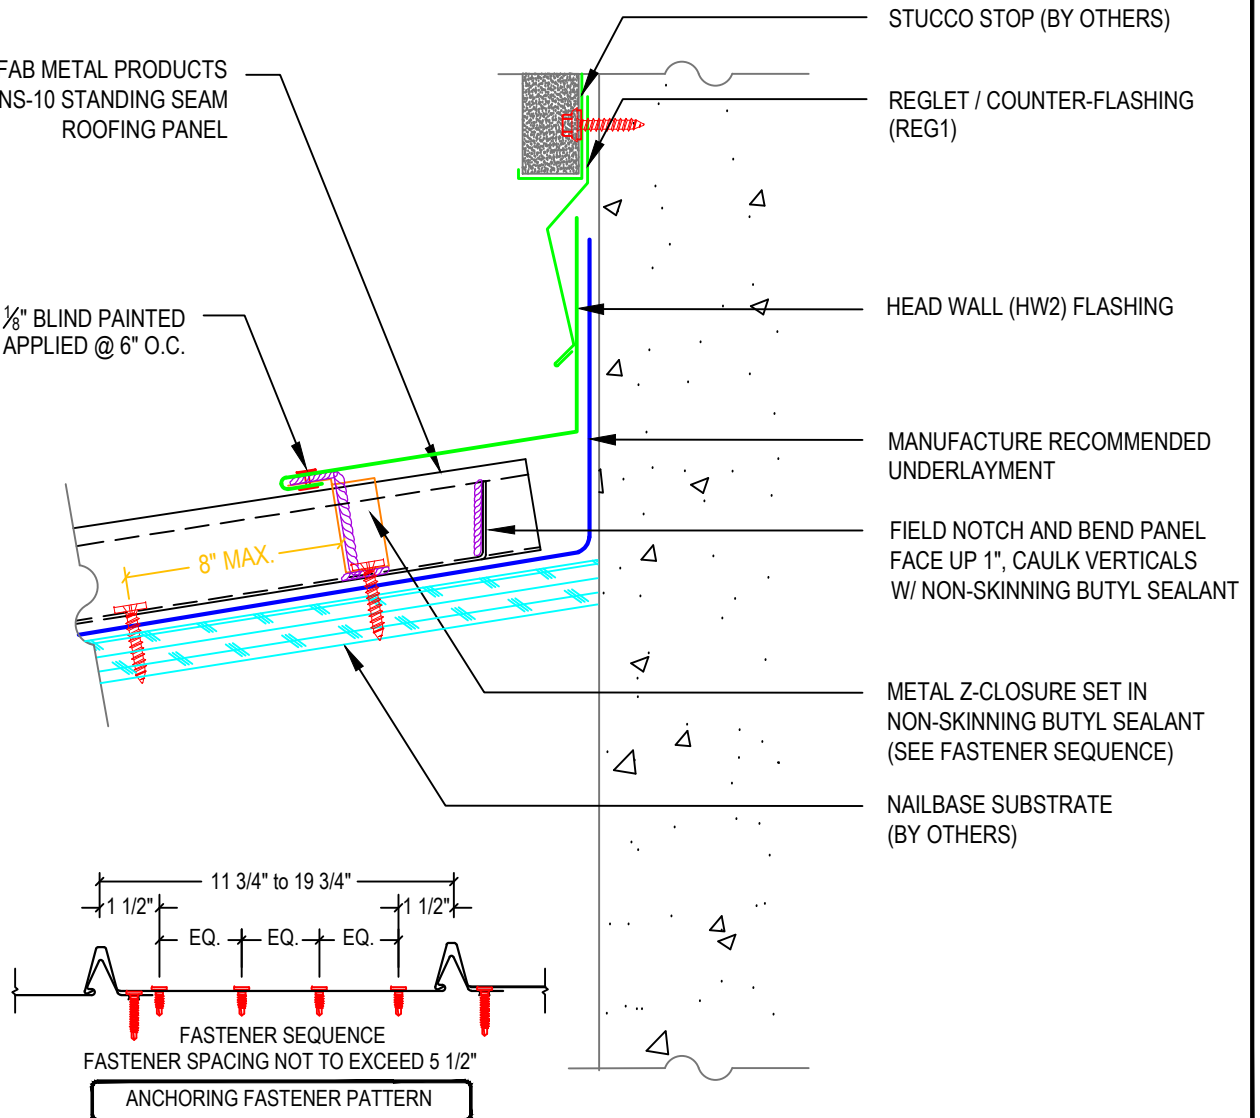 STUCCO STOP (BY OTHERS)
FAB METAL PRODUCTS
NS-10 STANDING SEAM
ROOFING PANEL
REGLET / COUNTER-FLASHING
(REG1)
⅛" BLIND PAINTED
APPLIED @ 6" O.C.
HEAD WALL (HW2) FLASHING
MANUFACTURE RECOMMENDED
UNDERLAYMENT
8" MAX.
FIELD NOTCH AND BEND PANEL
FACE UP 1", CAULK VERTICALS
W/ NON-SKINNING BUTYL SEALANT
METAL Z-CLOSURE SET IN
NON-SKINNING BUTYL SEALANT
(SEE FASTENER SEQUENCE)
NAILBASE SUBSTRATE
(BY OTHERS)
11 3/4" to 19 3/4"
1 1/2" 1 1/2"
EQ. EQ. EQ.
FASTENER SEQUENCE
FASTENER SPACING NOT TO EXCEED 5 1/2"
ANCHORING FASTENER PATTERN